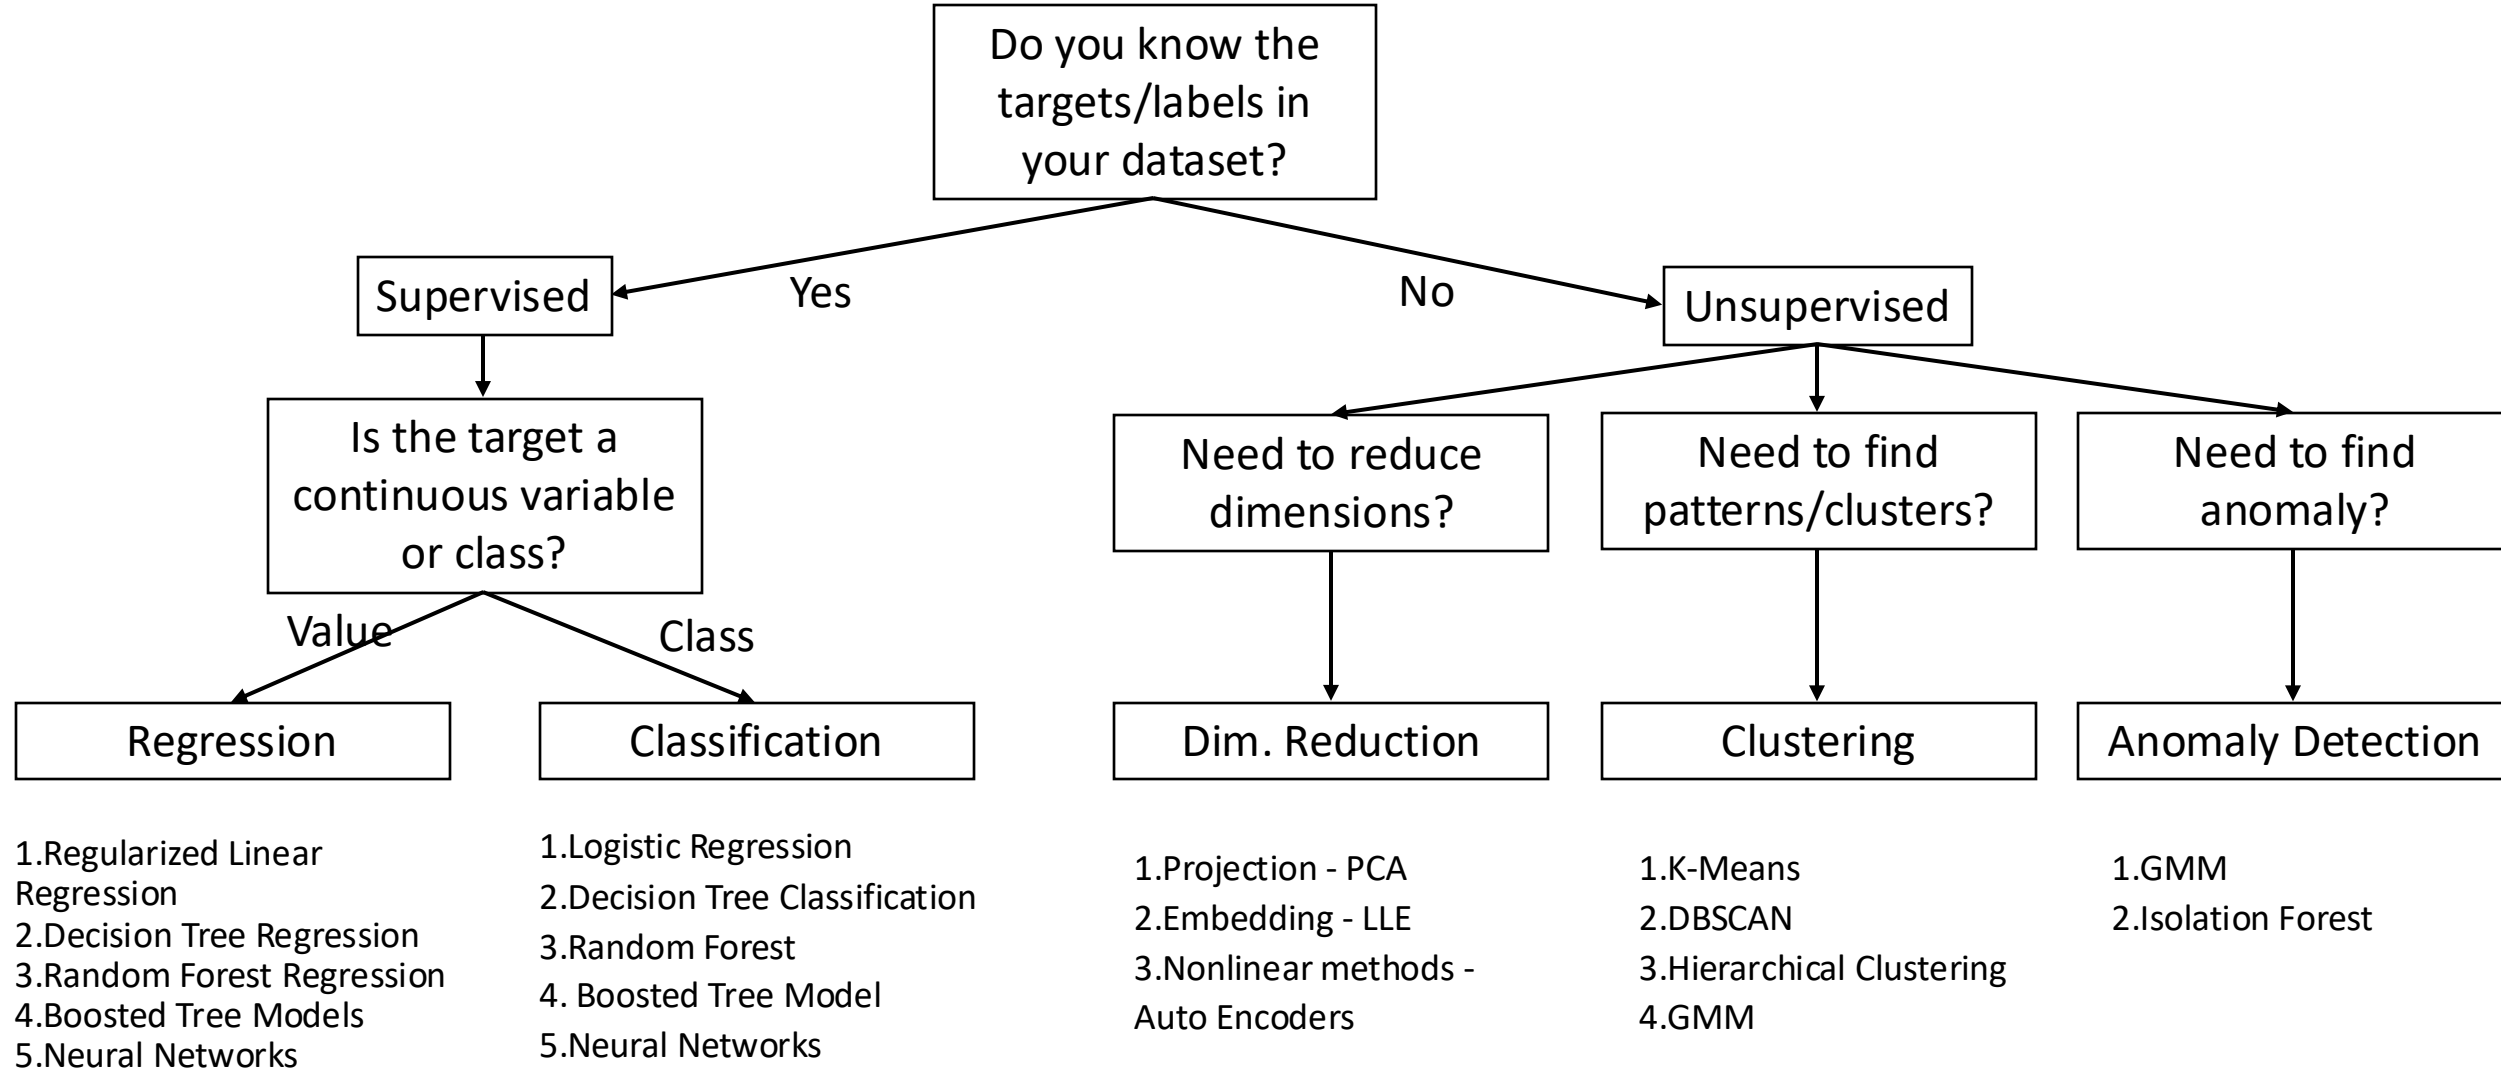 Do you know the
targets/labels in
your dataset?
Supervised
Yes
No
Unsupervised
Is the target a
continuous variable
or class?
Need to reduce
dimensions?
Need to find
patterns/clusters?
Need to find
anomaly?
Value
Class
Regression
Classification
Dim. Reduction
Clustering
Anomaly Detection
1.Regularized Linear
Regression
2.Decision Tree Regression
3.Random Forest Regression
4.Boosted Tree Models
5.Neural Networks
1.Logistic Regression
2.Decision Tree Classification
3.Random Forest
4. Boosted Tree Model
5.Neural Networks
1.Projection - PCA
2.Embedding - LLE
3.Nonlinear methods -
Auto Encoders
1.K-Means
2.DBSCAN
3.Hierarchical Clustering
4.GMM
1.GMM
2.Isolation Forest